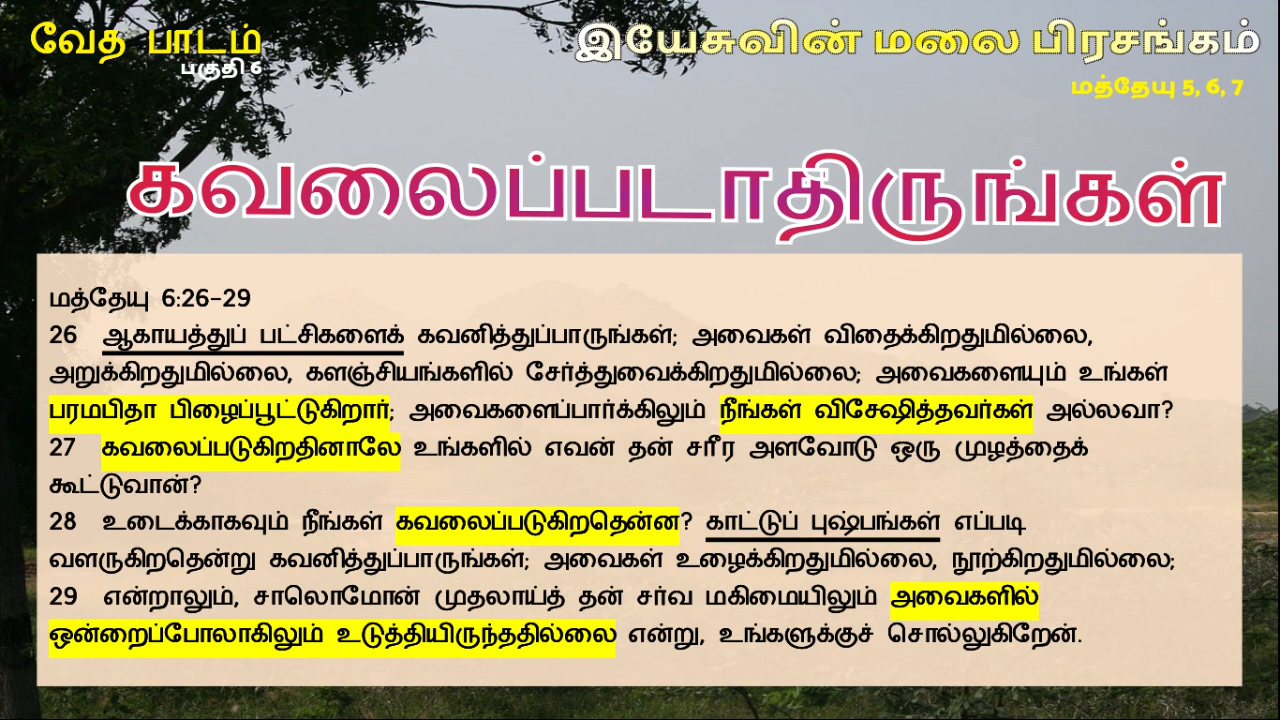 வேத பாடம்
பகுதி 6
இயேசுவின் மலை பிரசங்கம்
மத்தேயு 5, 6, 7
கவலைப்படாதிருங்கள்
மத்தேயு 6:26-29
26 ஆகாயத்துப் பட்சிகளைக் கவனித்துப்பாருங்கள்; அவைகள் விதைக்கிறதுமில்லை,
அறுக்கிறதுமில்லை, களஞ்சியங்களில் சேர்த்துவைக்கிறதுமில்லை; அவைகளையும் உங்கள்
பரமபிதா பிழைப்பூட்டுகிறார்; அவைகளைப்பார்க்கிலும் நீங்கள் விசேஷித்தவர்கள் அல்லவா?
27 கவலைப்படுகிறதினாலே உங்களில் எவன் தன் சரீர அளவோடு ஒரு முழத்தைக்
கூட்டுவான்?
28 உடைக்காகவும் நீங்கள் கவலைப்படுகிறதென்ன? காட்டுப் புஷ்பங்கள் எப்படி
வளருகிறதென்று கவனித்துப்பாருங்கள்; அவைகள் உழைக்கிறதுமில்லை, நூற்கிறதுமில்லை;
29 என்றாலும், சாலொமோன் முதலாய்த் தன் சர்வ மகிமையிலும் அவைகளில்
ஒன்றைப்போலாகிலும் உடுத்தியிருந்ததில்லை என்று, உங்களுக்குச் சொல்லுகிறேன்.